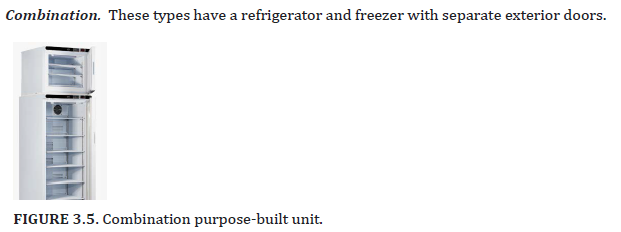 Combination. These types have a refrigerator and freezer with separate exterior doors.
FIGURE 3.5. Combination purpose-built unit.